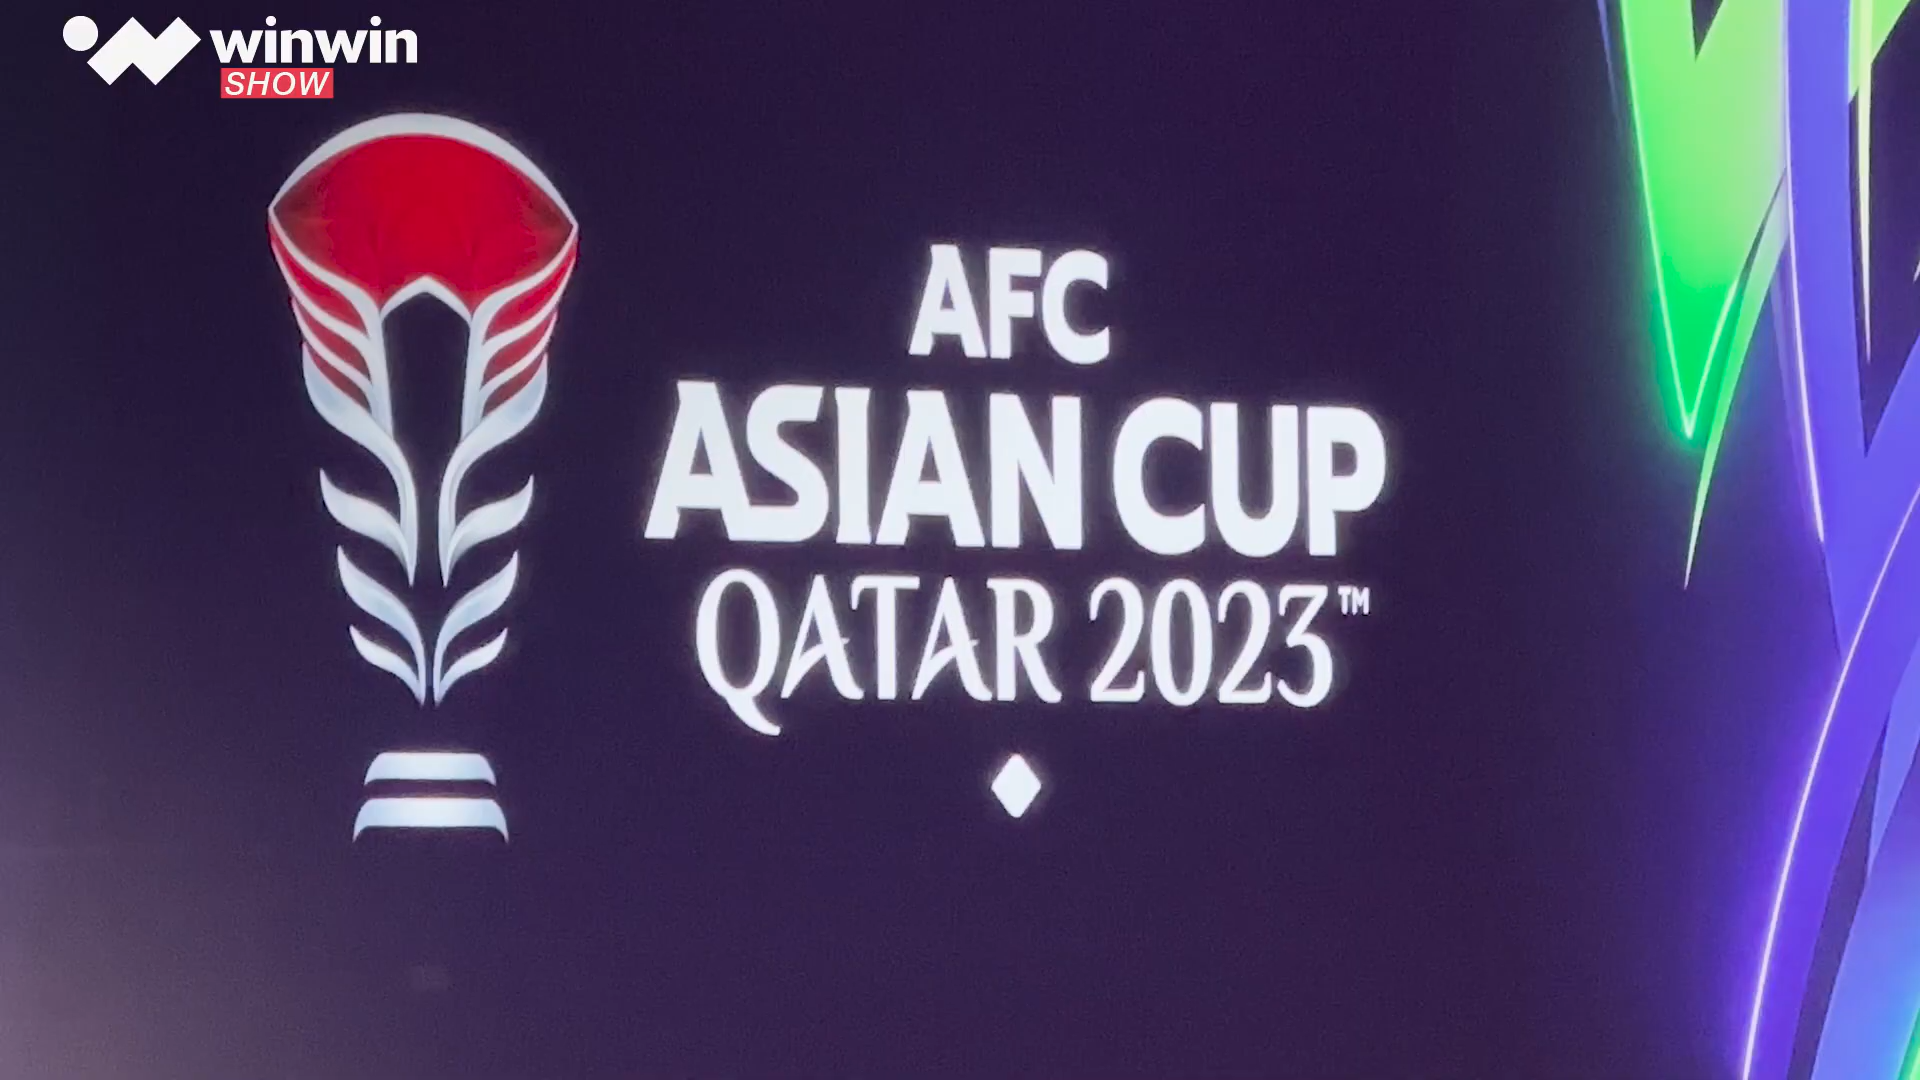 winwin
SHOW
AFC
ASIAN CUP
QATAR 2023™